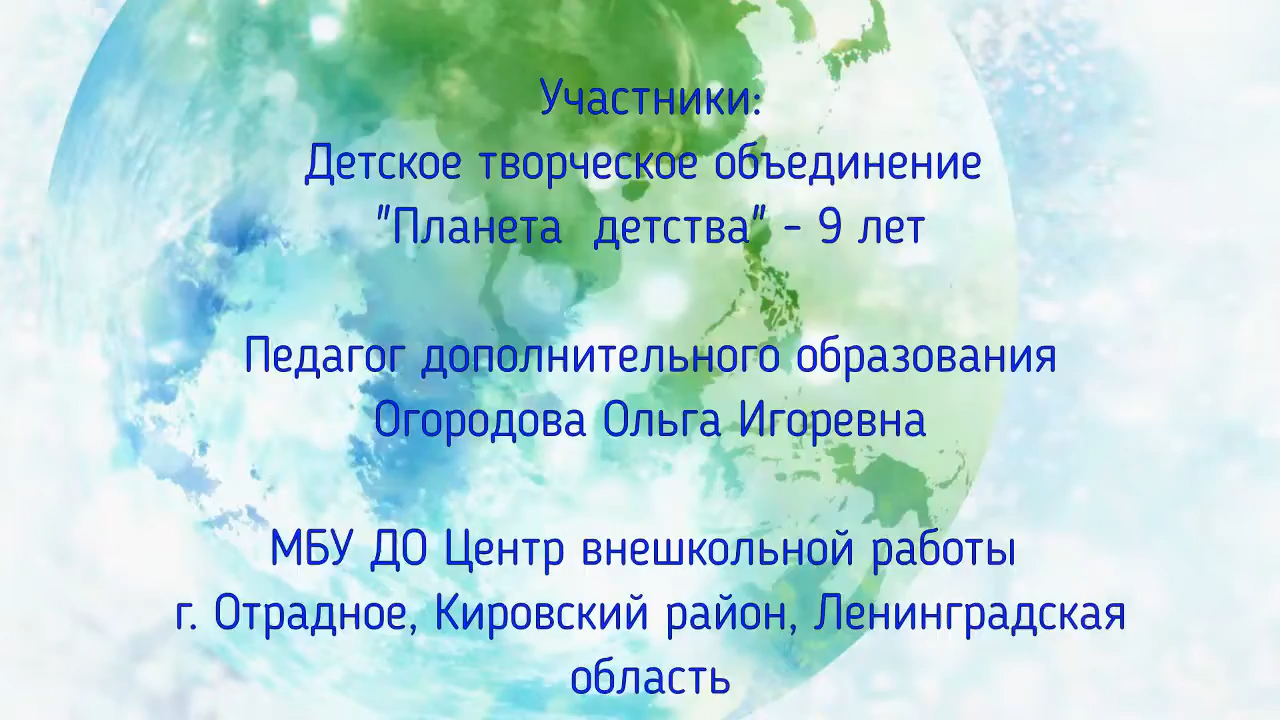 Участники:
Детское творческое объединение
"Планета детства" - 9 лет
Педагог дополнительного образования
Огородова Ольга Игоревна
МБУ ДО Центр внешкольной работы
г. Отрадное, Кировский район, Ленинградская
область